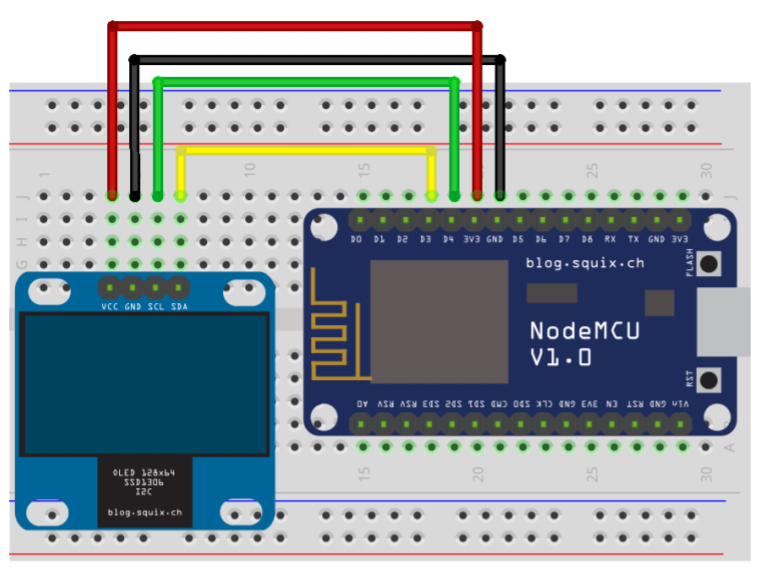 1
10
15
20
25
30
J
J
I
H
G
D0 D1 D2 D3 D4 3V3 GND D5 D6 D7 D8 RX TX GND 3V3
blog.squix.ch
FLASH
VCC GND SCL SDA
NodeMCU
V1.0
RST
A0 RSV RSV SD3 SD2 SD1 CMD SD0 CLK GND 3V3 EN RST GND Vin
A
15
20
25
30
OLED 128x64
SSD1306
I2C
blog.squix.ch